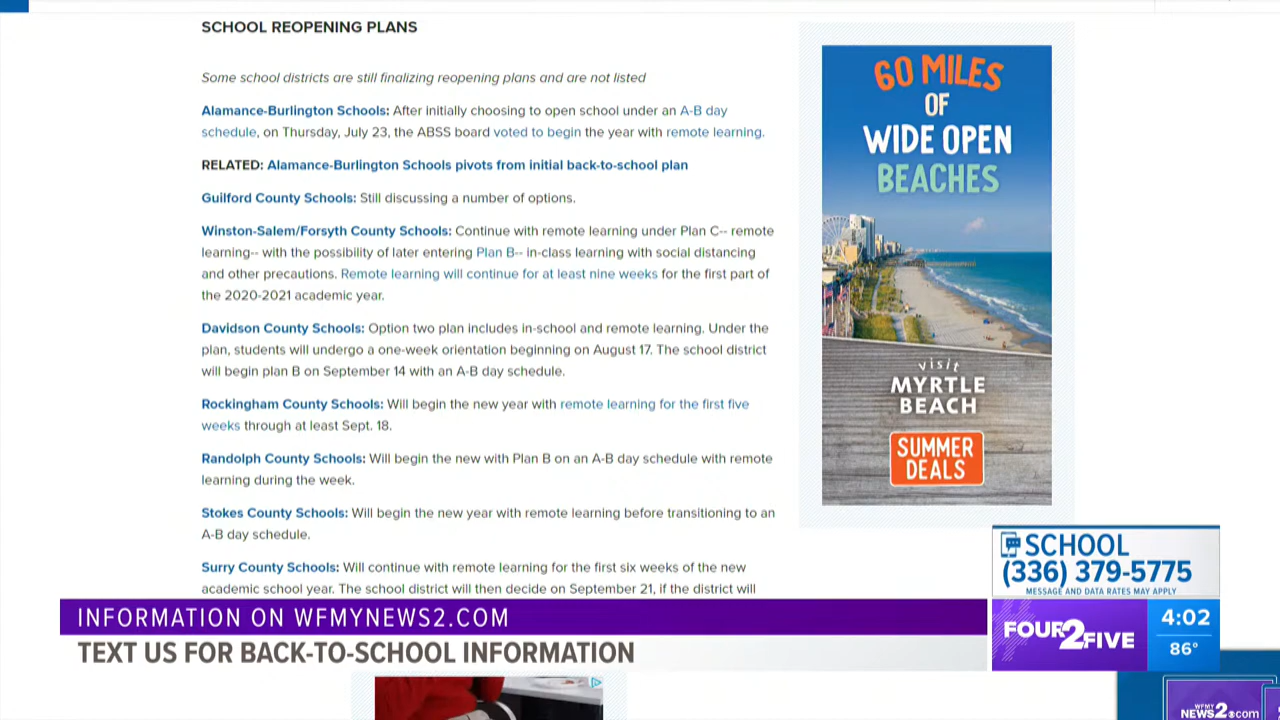 SCHOOL REOPENING PLANS
Some school districts are still finalizing reopening plans and are not listed
Alamance-Burlington Schools: After initially choosing to open school under an A-B day
schedule, on Thursday, July 23, the ABSS board voted to begin the year with remote learning.
RELATED: Alamance-Burlington Schools pivots from initial back-to-school plan
Guilford County Schools: Still discussing a number of options.
Winston-Salem/Forsyth County Schools: Continue with remote learning under Plan C-- remote
learning-- with the possibility of later entering Plan B-- in-class learning with social distancing
and other precautions. Remote learning will continue for at least nine weeks for the first part of
the 2020-2021 academic year.
Davidson County Schools: Option two plan includes in-school and remote learning. Under the
plan, students will undergo a one-week orientation beginning on August 17. The school district
will begin plan B on September 14 with an A-B day schedule.
Rockingham County Schools: Will begin the new year with remote learning for the first five
weeks through at least Sept. 18.
Randolph County Schools: Will begin the new with Plan B on an A-B day schedule with remote
learning during the week.
Stokes County Schools: Will begin the new year with remote learning before transitioning to an
A-B day schedule.
Surry County Schools: Will continue with remote learning for the first six weeks of the new
academic school year. The school district will then decide on September 21, if the district will
60 MILES
OF
WIDE OPEN
BEACHES
visit
MYRTLE
BEACH
SUMMER
DEALS
SCHOOL
(336) 379-5775
MESSAGE AND DATA RATES MAY APPLY
INFORMATION ON WFMYNEWS2.COM
TEXT US FOR BACK-TO-SCHOOL INFORMATION
#FOUR2FIVE
4:02
86°
WFMY
NEWS2.com